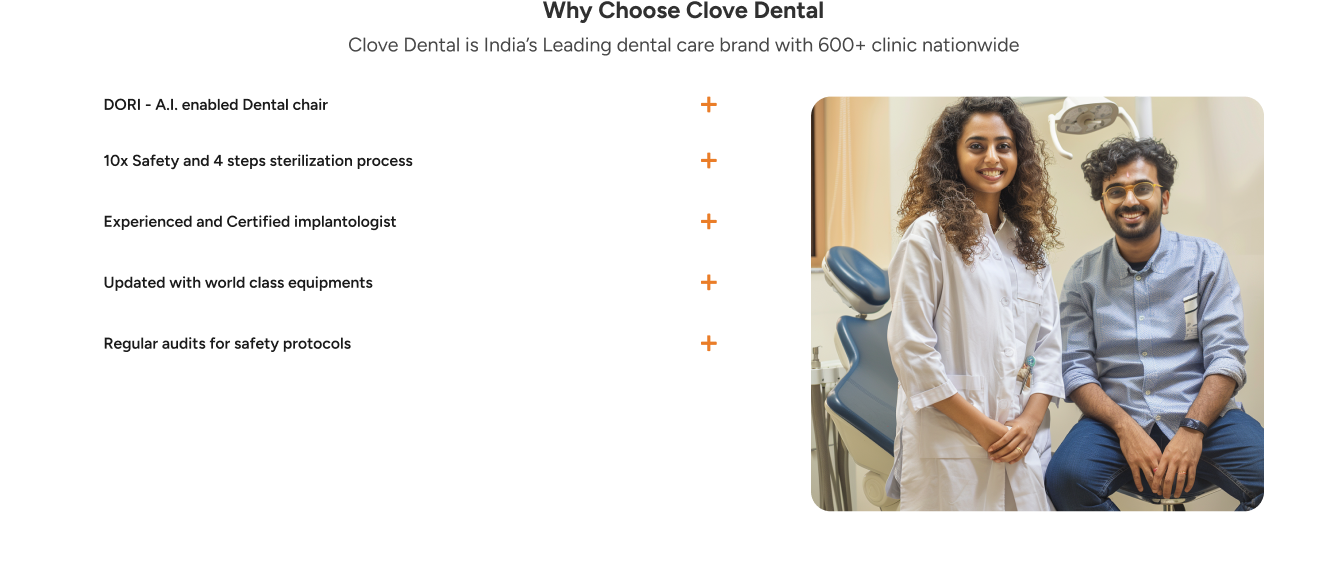 Why Choose Clove Dental
Clove Dental is India’s Leading dental care brand with 600+ clinic nationwide
DORI - A.I. enabled Dental chair
10x Safety and 4 steps sterilization process
Experienced and Certified implantologist
Updated with world class equipments
Regular audits for safety protocols